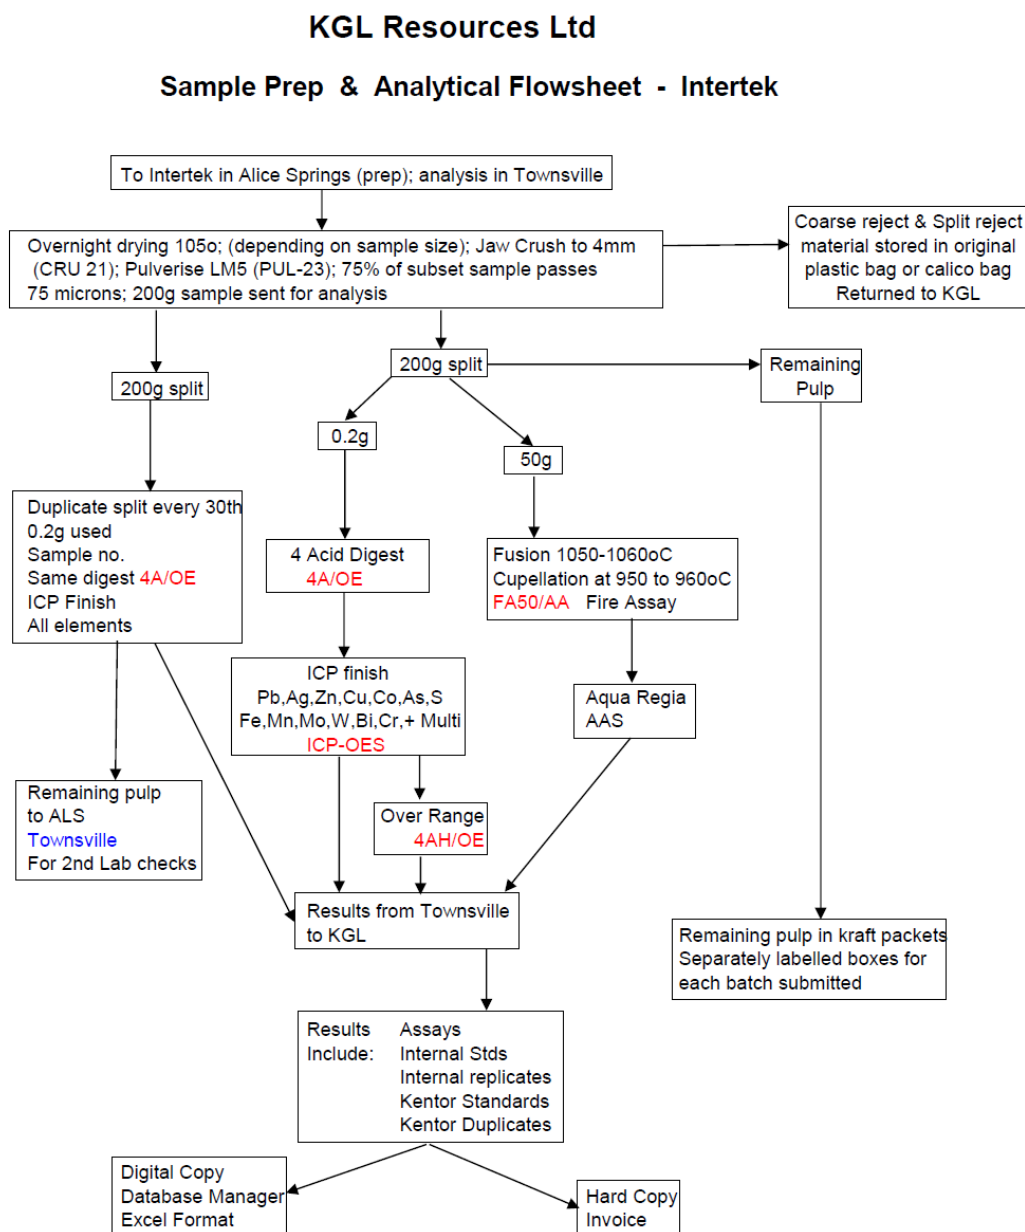 KGL Resources Ltd
Sample Prep & Analytical Flowsheet - Intertek
To Intertek in Alice Springs (prep); analysis in Townsville
Overnight drying 105o; (depending on sample size); Jaw Crush to 4mm
(CRU 21); Pulverise LM5 (PUL-23); 75% of subset sample passes
75 microns; 200g sample sent for analysis
Coarse reject & Split reject
material stored in original
plastic bag or calico bag
Returned to KGL
200g split
200g split
Remaining
Pulp
0.2g
50g
Duplicate split every 30th
0.2g used
Sample no.
Same digest 4A/OE
ICP Finish
All elements
4 Acid Digest
4A/OE
Fusion 1050-1060oC
Cupellation at 950 to 960oC
FA50/AA Fire Assay
ICP finish
Pb,Ag,Zn,Cu,Co,As,S
Fe,Mn,Mo,W,Bi,Cr,+ Multi
ICP-OES
Aqua Regia
AAS
Remaining pulp
to ALS
Townsville
For 2nd Lab checks
Over Range
4AH/OE
Results from Townsville
to KGL
Remaining pulp in kraft packets
Separately labelled boxes for
each batch submitted
Results Assays
Include: Internal Stds
Internal replicates
Kentor Standards
Kentor Duplicates
Digital Copy
Database Manager
Excel Format
Hard Copy
Invoice